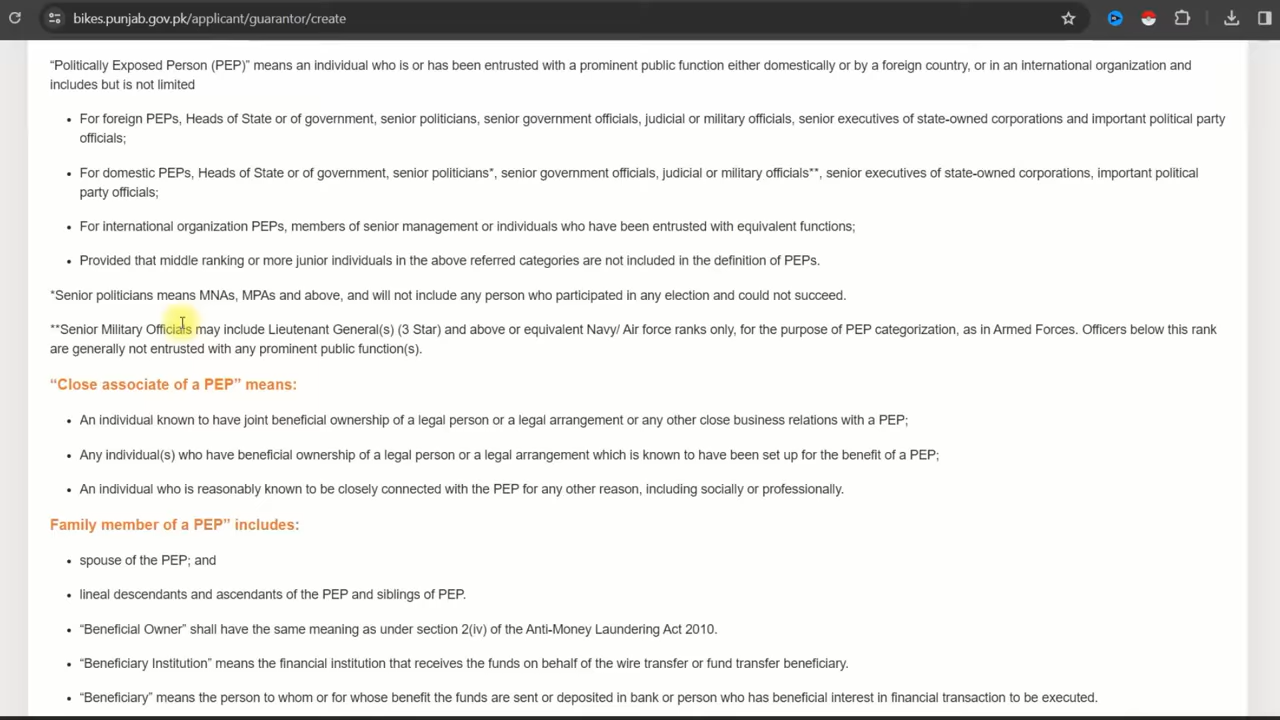 bikes.punjab.gov.pk/applicant/guarantor/create
“Politically Exposed Person (PEP)” means an individual who is or has been entrusted with a prominent public function either domestically or by a foreign country, or in an international organization and
includes but is not limited
• For foreign PEPs, Heads of State or of government, senior politicians, senior government officials, judicial or military officials, senior executives of state-owned corporations and important political party
officials;
• For domestic PEPs, Heads of State or of government, senior politicians*, senior government officials, judicial or military officials**, senior executives of state-owned corporations, important political
party officials;
• For international organization PEPs, members of senior management or individuals who have been entrusted with equivalent functions;
• Provided that middle ranking or more junior individuals in the above referred categories are not included in the definition of PEPs.
*Senior politicians means MNAs, MPAs and above, and will not include any person who participated in any election and could not succeed.
**Senior Military Officials may include Lieutenant General(s) (3 Star) and above or equivalent Navy/ Air force ranks only, for the purpose of PEP categorization, as in Armed Forces. Officers below this rank
are generally not entrusted with any prominent public function(s).
“Close associate of a PEP” means:
• An individual known to have joint beneficial ownership of a legal person or a legal arrangement or any other close business relations with a PEP;
• Any individual(s) who have beneficial ownership of a legal person or a legal arrangement which is known to have been set up for the benefit of a PEP;
• An individual who is reasonably known to be closely connected with the PEP for any other reason, including socially or professionally.
Family member of a PEP” includes:
• spouse of the PEP; and
• lineal descendants and ascendants of the PEP and siblings of PEP.
• “Beneficial Owner” shall have the same meaning as under section 2(iv) of the Anti-Money Laundering Act 2010.
• “Beneficiary Institution” means the financial institution that receives the funds on behalf of the wire transfer or fund transfer beneficiary.
• “Beneficiary” means the person to whom or for whose benefit the funds are sent or deposited in bank or person who has beneficial interest in financial transaction to be executed.